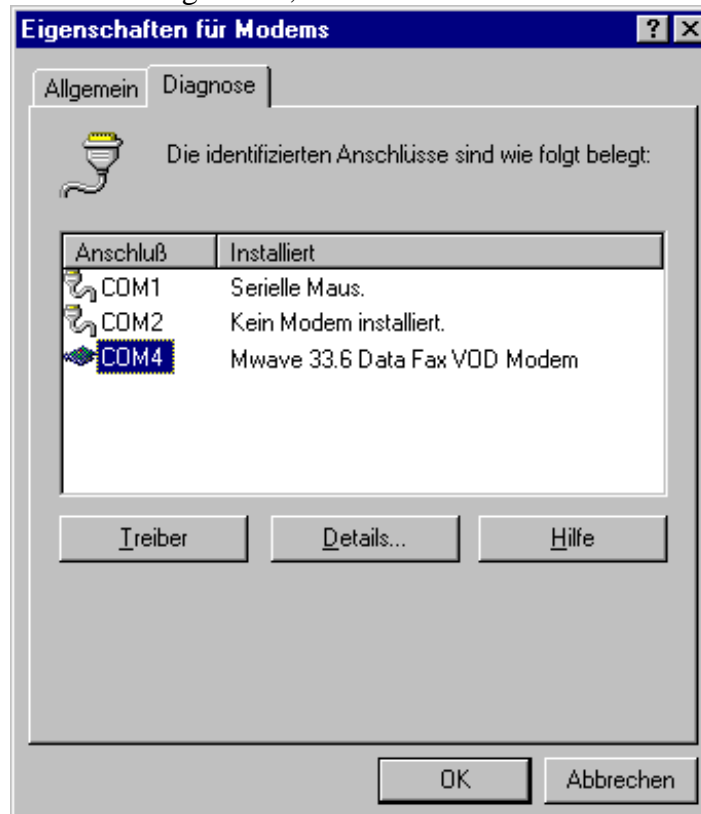 Eigenschaften für Modems
Allgemein Diagnose
Die identifizierten Anschlüsse sind wie folgt belegt:
Anschluß Installiert
COM1 Serielle Maus.
COM2 Kein Modem installiert.
COM4 Mwave 33.6 Data Fax VOD Modem
Treiber Details... Hilfe
OK Abbrechen